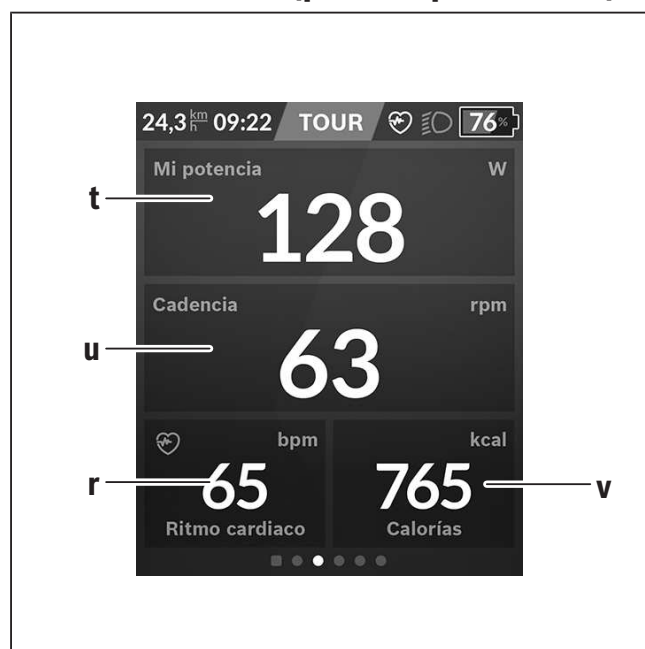 24,3 km/h 09:22 TOUR 76%
Mi potencia W
t 128
Cadencia rpm
u 63
bpm kcal
r 65 765 v
Ritmo cardiaco Calorías